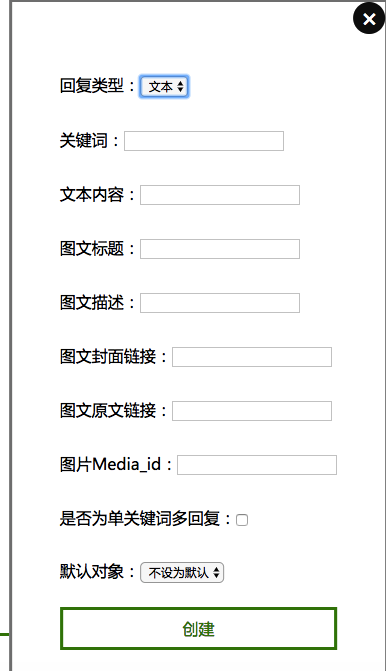 回复类型：文本
关键词：
文本内容：
图文标题：
图文描述：
图文封面链接：
图文原文链接：
图片Media_id：
是否为单关键词多回复：
默认对象：不设为默认
创建